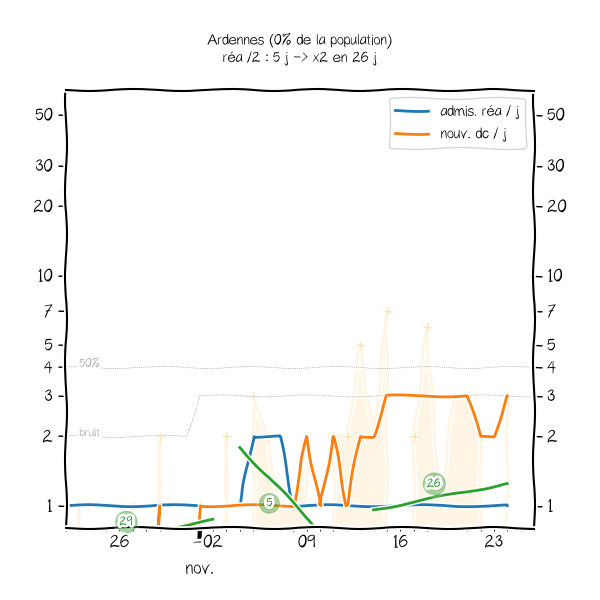 Ardennes (0% de la population)
réa /2 : 5 j -> x2 en 26 j
admis. réa / j
nouv. dc / j
50 50
30 30
20 20
10 10
7 7
5 5
4 50% 4
3 3
2 bruit 2
1 1
29 5 26
26 02 09 16 23
nov.